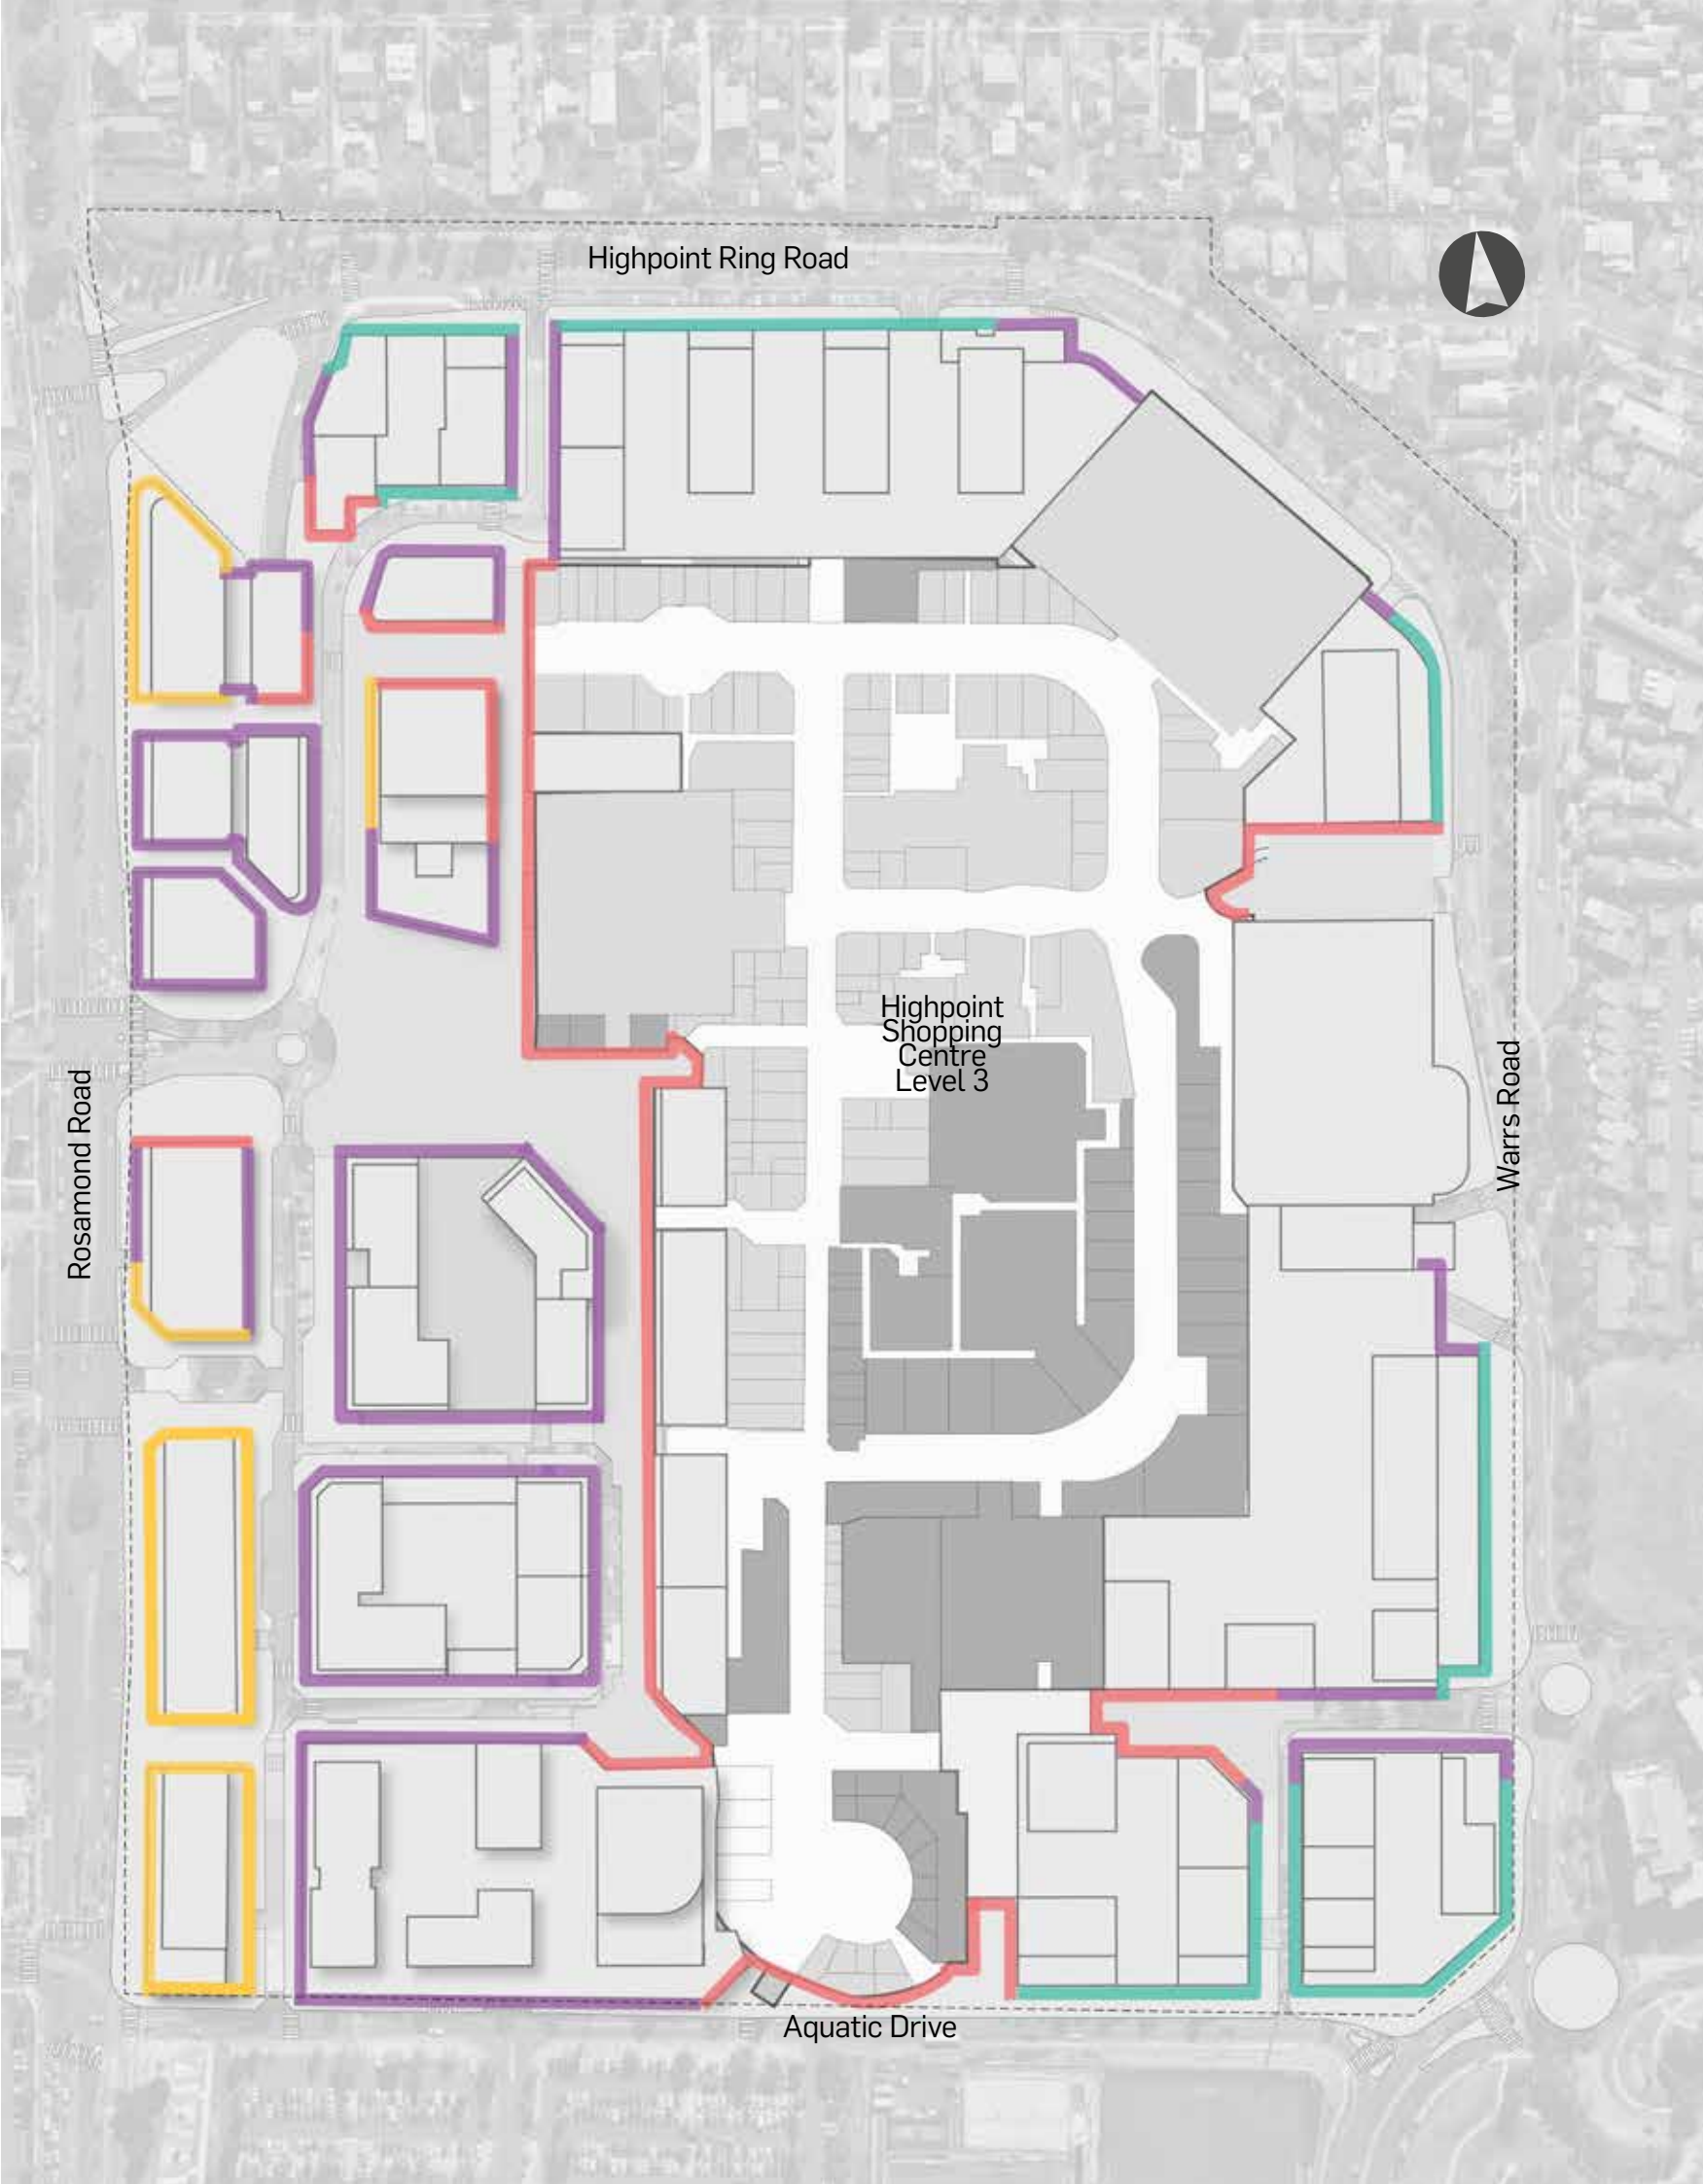 Highpoint Ring Road
Highpoint
Shopping
Centre
Level 3
Rosamond Road
Warrs Road
Aquatic Drive